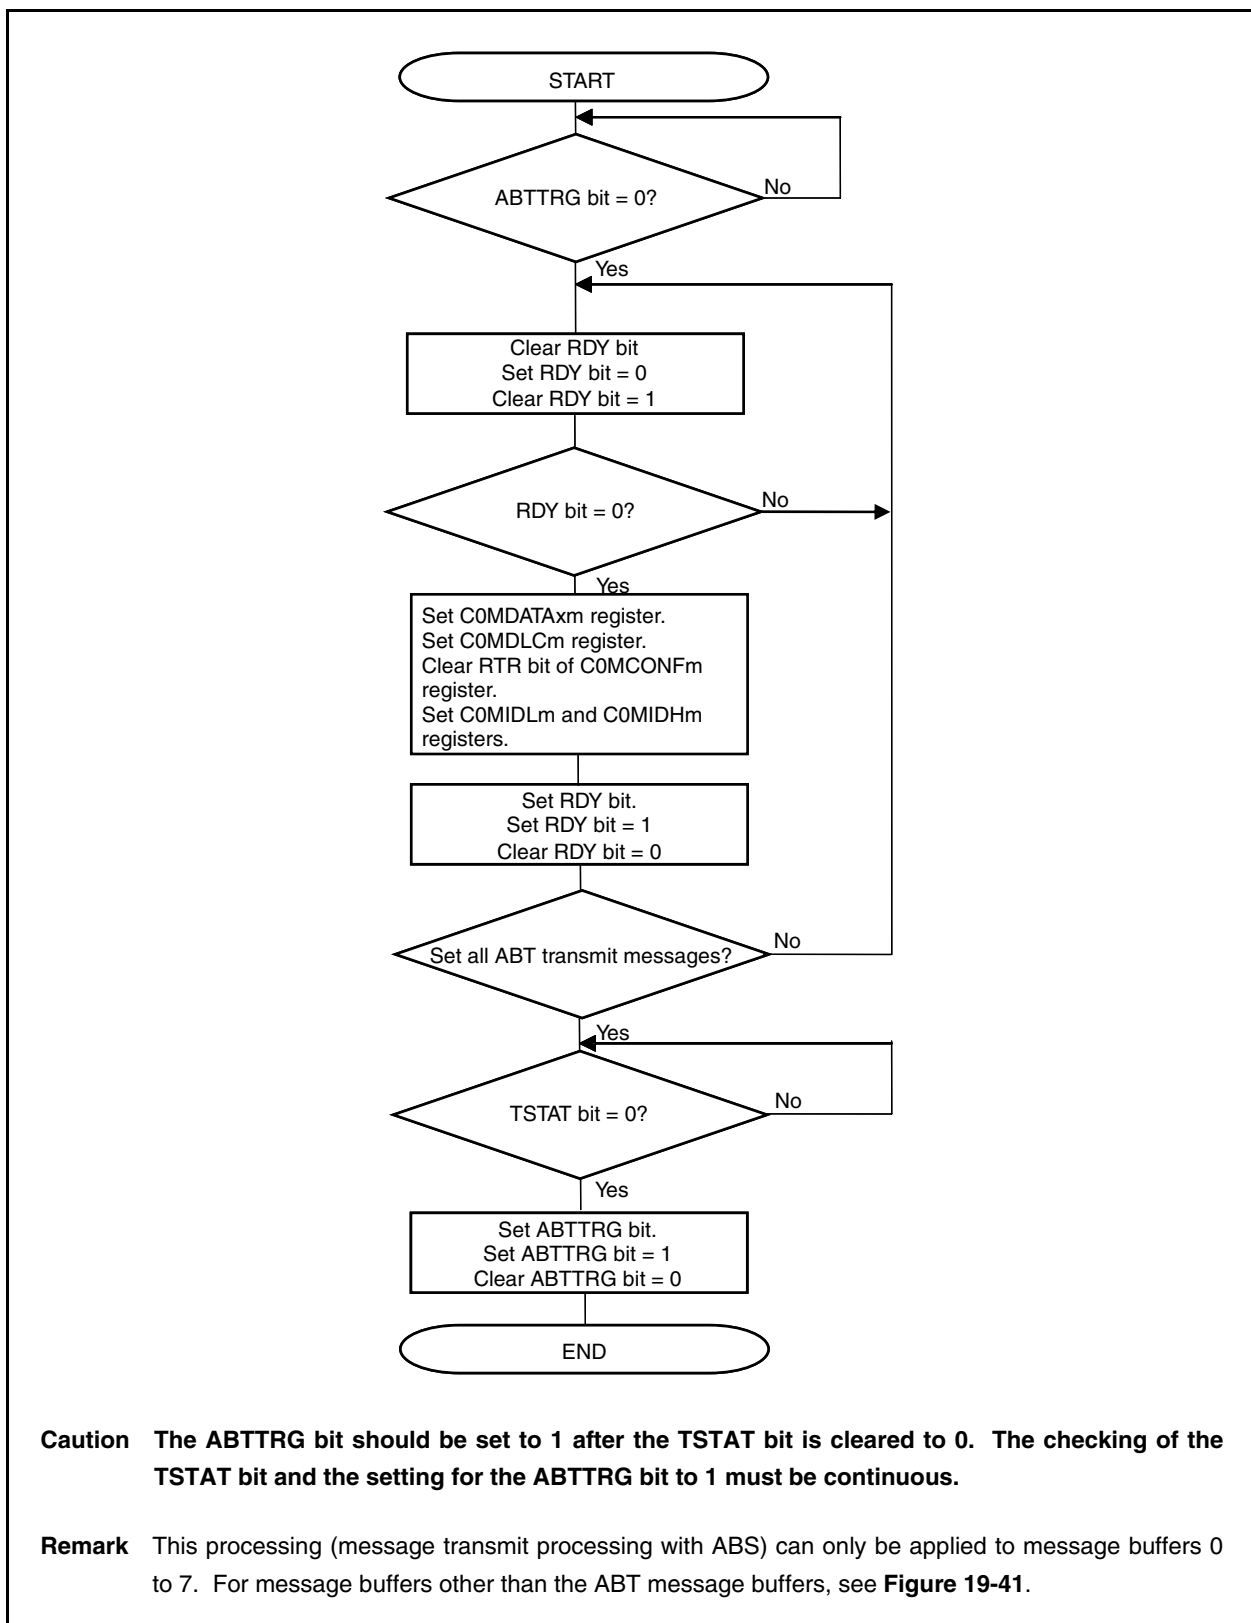 START
ABTTRG bit = 0?
No
Yes
Clear RDY bit
Set RDY bit = 0
Clear RDY bit = 1
RDY bit = 0?
No
Yes
Set C0MDATAxm register.
Set C0MDLCm register.
Clear RTR bit of C0MCONFm
register.
Set C0MIDLm and C0MIDHm
registers.
Set RDY bit.
Set RDY bit = 1
Clear RDY bit = 0
Set all ABT transmit messages?
No
Yes
TSTAT bit = 0?
No
Yes
Set ABTTRG bit.
Set ABTTRG bit = 1
Clear ABTTRG bit = 0
END
Caution The ABTTRG bit should be set to 1 after the TSTAT bit is cleared to 0. The checking of the
TSTAT bit and the setting for the ABTTRG bit to 1 must be continuous.
Remark This processing (message transmit processing with ABS) can only be applied to message buffers 0
to 7. For message buffers other than the ABT message buffers, see Figure 19-41.